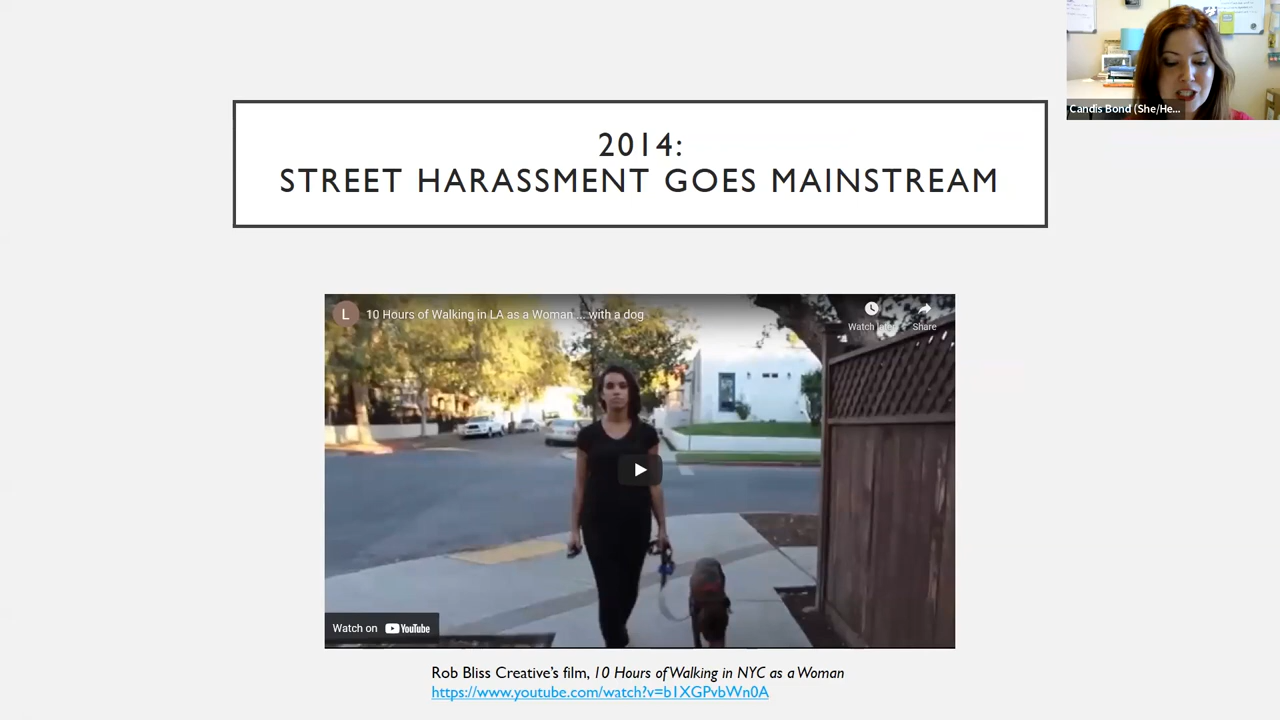 Candis Bond (She/He...
2014:
STREET HARASSMENT GOES MAINSTREAM
L
10 Hours of Walking in LA as a Woman ... with a dog
Watch later
Share
Watch on YouTube
Rob Bliss Creative's film, 10 Hours of Walking in NYC as a Woman
https://www.youtube.com/watch?v=b1XGPvbWn0A